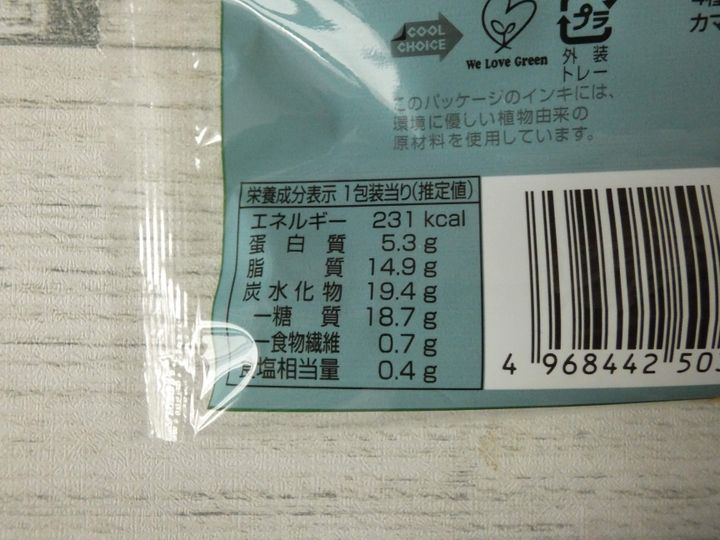 COOL
CHOICE
We Love Green
プラ
外装
トレー
カマ
このパッケージのインキには、
環境に優しい植物由来の
原材料を使用しています。
栄養成分表示 1包装当り(推定値)
エネルギー 231 kcal
蛋白質 5.3 g
脂質 14.9 g
炭水化物 19.4 g
ー糖質 18.7 g
ー食物繊維 0.7 g
食塩相当量 0.4 g
4 968442 503